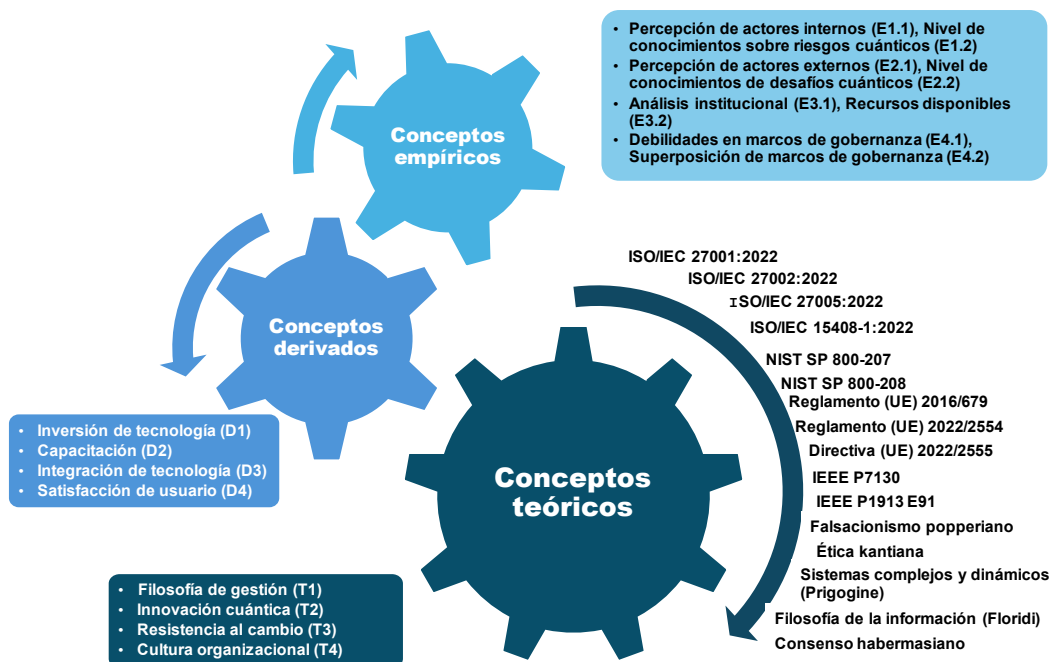 • Percepción de actores internos (E1.1), Nivel de
conocimientos sobre riesgos cuánticos (E1.2)
• Percepción de actores externos (E2.1), Nivel de
conocimientos de desafíos cuánticos (E2.2)
• Análisis institucional (E3.1), Recursos disponibles
(E3.2)
• Debilidades en marcos de gobernanza (E4.1),
Superposición de marcos de gobernanza (E4.2)
Conceptos
empíricos
Conceptos
derivados
• Inversión de tecnología (D1)
• Capacitación (D2)
• Integración de tecnología (D3)
• Satisfacción de usuario (D4)
Conceptos
teóricos
ISO/IEC 27001:2022
ISO/IEC 27002:2022
ISO/IEC 27005:2022
ISO/IEC 15408-1:2022
NIST SP 800-207
NIST SP 800-208
Reglamento (UE) 2016/679
Reglamento (UE) 2022/2554
Directiva (UE) 2022/2555
IEEE P7130
IEEE P1913 E91
Falsacionismo popperiano
Ética kantiana
Sistemas complejos y dinámicos
(Prigogine)
Filosofía de la información (Floridi)
Consenso habermasiano
• Filosofía de gestión (T1)
• Innovación cuántica (T2)
• Resistencia al cambio (T3)
• Cultura organizacional (T4)